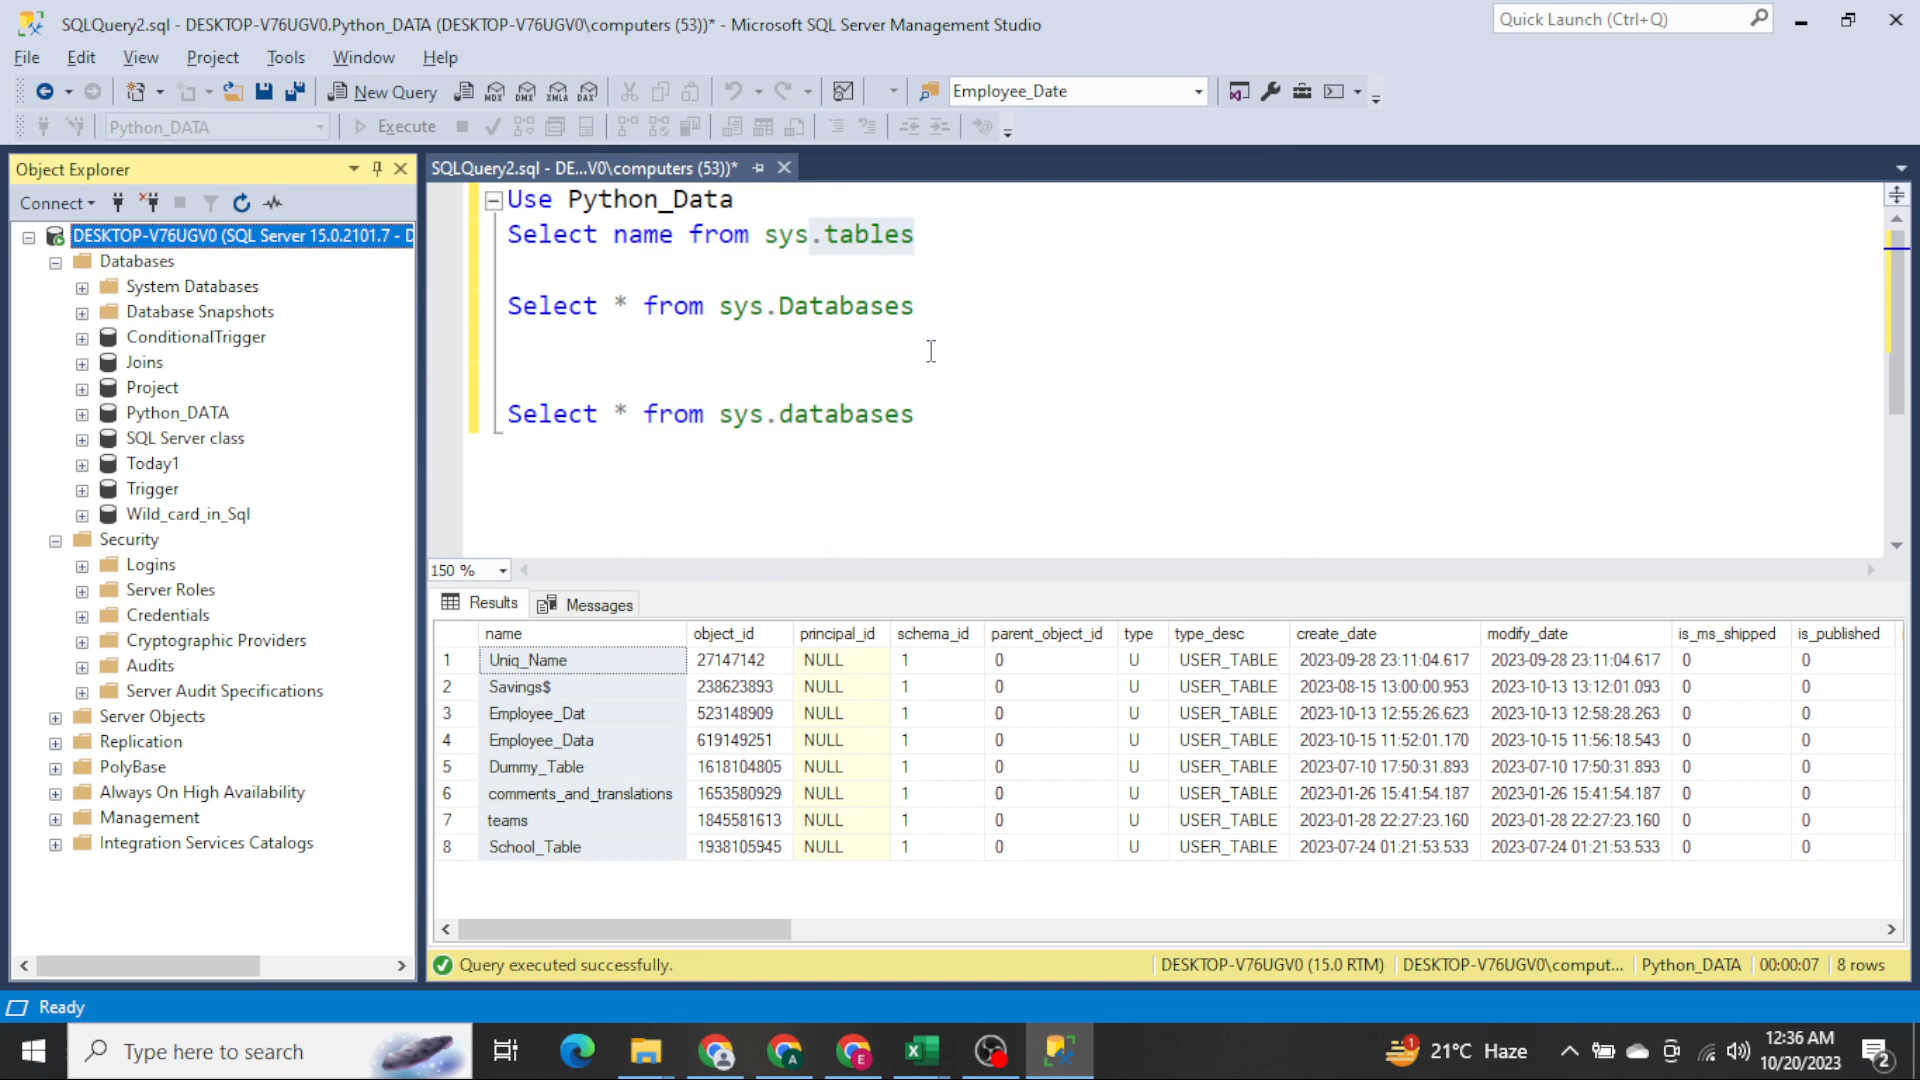 SQLQuery2.sql - DESKTOP-V76UGV0.Python_DATA (DESKTOP-V76UGV0\computers (53))* - Microsoft SQL Server Management Studio
Quick Launch (Ctrl+Q)
File Edit View Project Tools Window Help
New Query MDX DMX XMLA DAX Employee_Date
Python_DATA Execute
Object Explorer
Connect
DESKTOP-V76UGV0 (SQL Server 15.0.2101.7 - D
Databases
System Databases
Database Snapshots
ConditionalTrigger
Joins
Project
Python_DATA
SQL Server class
Today1
Trigger
Wild_card_in_Sql
Security
Logins
Server Roles
Credentials
Cryptographic Providers
Audits
Server Audit Specifications
Server Objects
Replication
PolyBase
Always On High Availability
Management
Integration Services Catalogs
SQLQuery2.sql - DE...V0\computers (53))*
Use Python_Data
Select name from sys.tables
Select * from sys.Databases
Select * from sys.databases
150 %
Results Messages
name object_id principal_id schema_id parent_object_id type type_desc create_date modify_date is_ms_shipped is_published
1 Uniq_Name 27147142 NULL 1 0 U USER_TABLE 2023-09-28 23:11:04.617 2023-09-28 23:11:04.617 0 0
2 Savings$ 238623893 NULL 1 0 U USER_TABLE 2023-08-15 13:00:00.953 2023-10-13 13:12:01.093 0 0
3 Employee_Dat 523148909 NULL 1 0 U USER_TABLE 2023-10-13 12:55:26.623 2023-10-13 12:58:28.263 0 0
4 Employee_Data 619149251 NULL 1 0 U USER_TABLE 2023-10-15 11:52:01.170 2023-10-15 11:56:18.543 0 0
5 Dummy_Table 1618104805 NULL 1 0 U USER_TABLE 2023-07-10 17:50:31.893 2023-07-10 17:50:31.893 0 0
6 comments_and_translations 1653580929 NULL 1 0 U USER_TABLE 2023-01-26 15:41:54.187 2023-01-26 15:41:54.187 0 0
7 teams 1845581613 NULL 1 0 U USER_TABLE 2023-01-28 22:27:23.160 2023-01-28 22:27:23.160 0 0
8 School_Table 1938105945 NULL 1 0 U USER_TABLE 2023-07-24 01:21:53.533 2023-07-24 01:21:53.533 0 0
Query executed successfully. DESKTOP-V76UGV0 (15.0 RTM) DESKTOP-V76UGV0\comput... Python_DATA 00:00:07 8 rows
Ready
Type here to search
A
E
1
21°C Haze
12:36 AM
10/20/2023
2